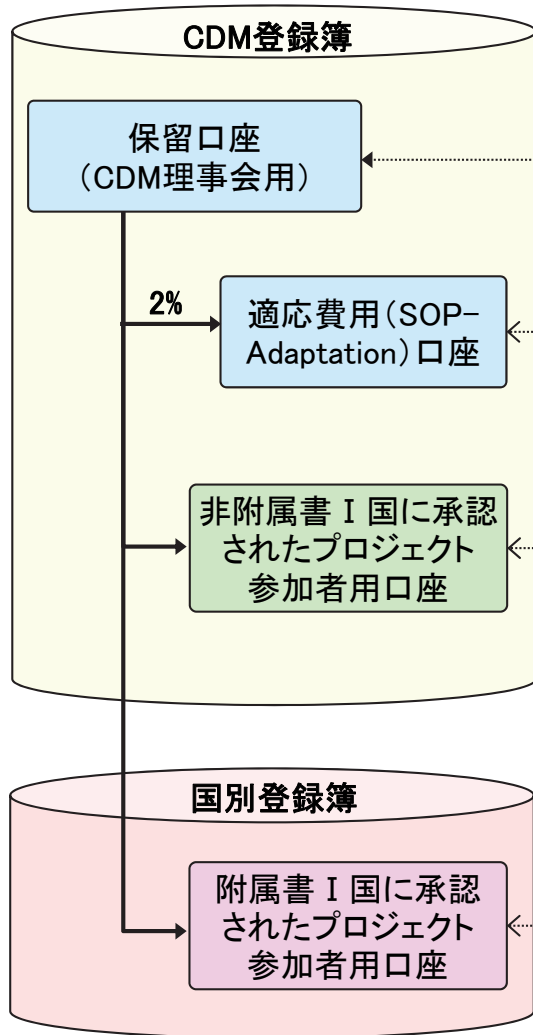 CDM登録簿
保留口座
（CDM理事会用）
2%
適応費用（SOP-
Adaptation）口座
非附属書Ⅰ国に承認
されたプロジェクト
参加者用口座
国別登録簿
附属書Ⅰ国に承認
されたプロジェクト
参加者用口座